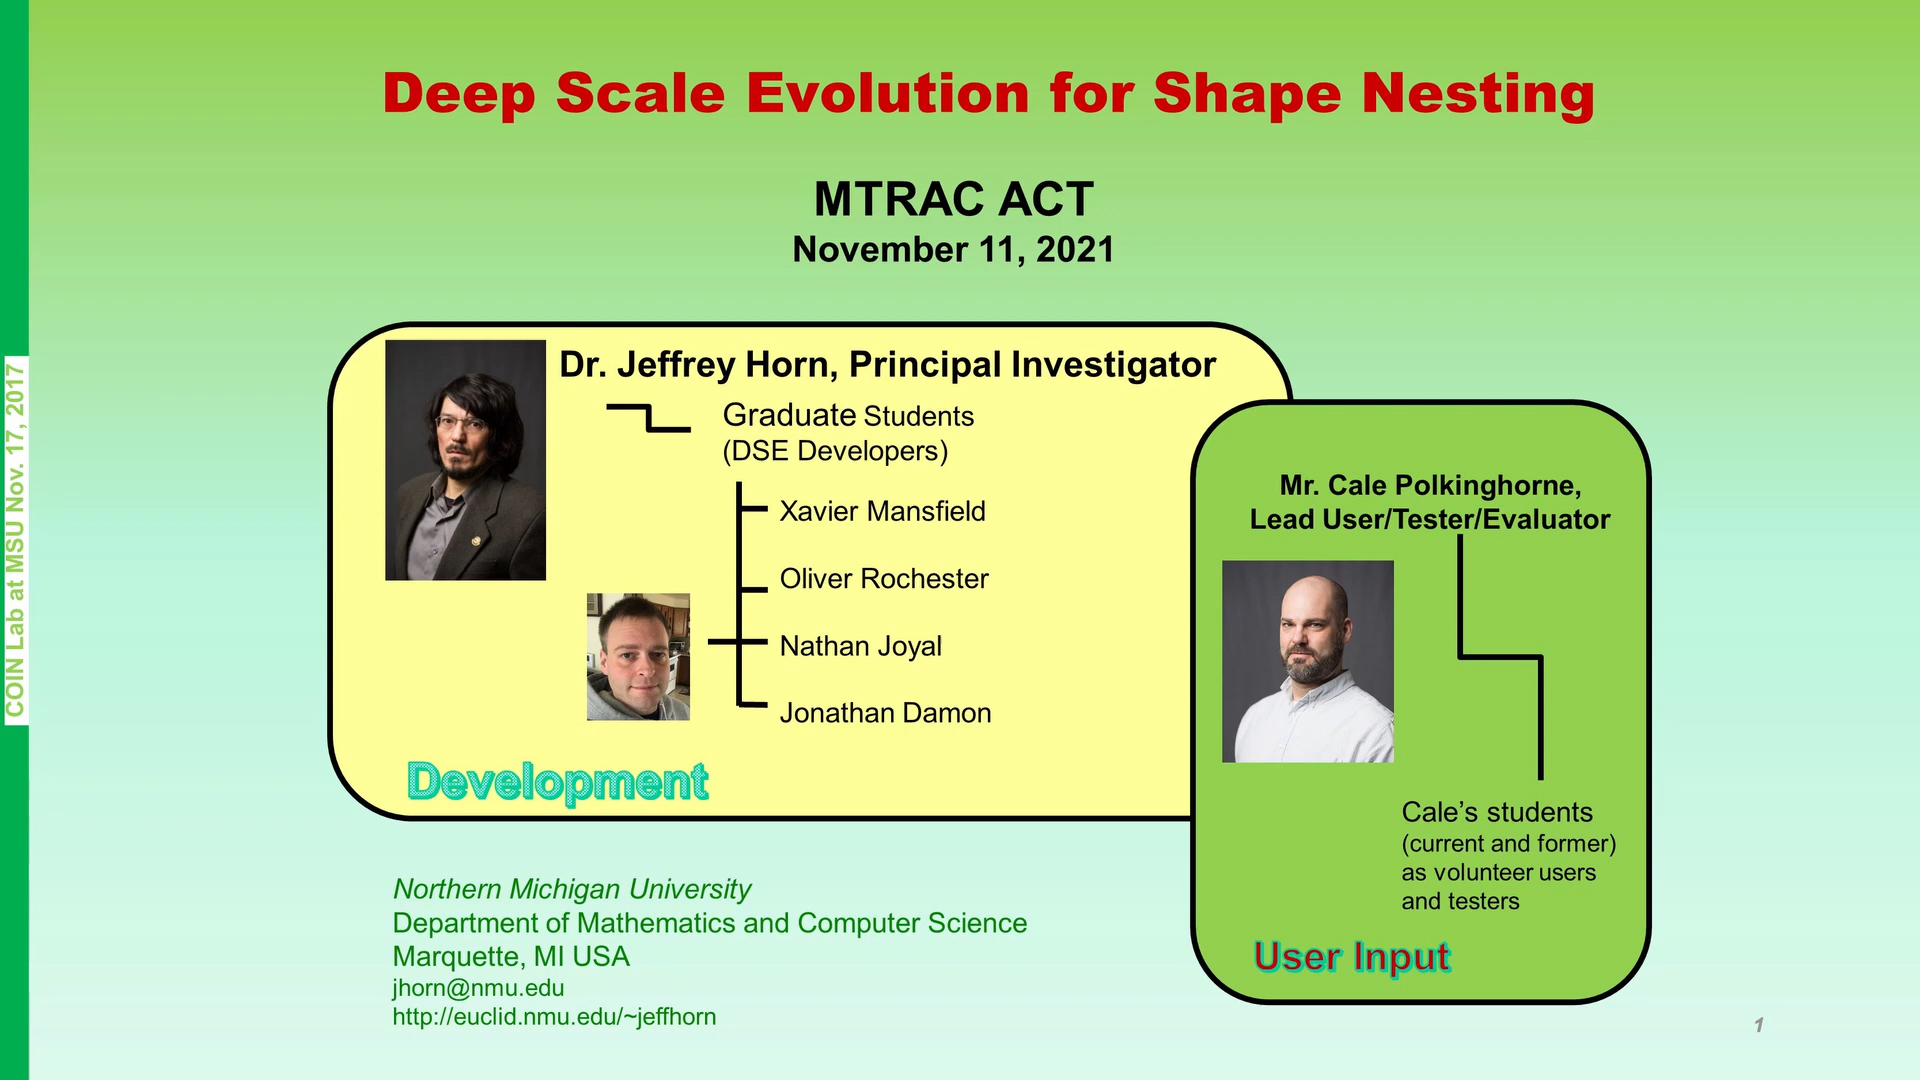 Deep Scale Evolution for Shape Nesting
MTRAC ACT
November 11, 2021
COIN Lab at MSU Nov. 17, 2017
Dr. Jeffrey Horn, Principal Investigator
Graduate Students
(DSE Developers)
Xavier Mansfield
Oliver Rochester
Nathan Joyal
Jonathan Damon
Development
Mr. Cale Polkinghorne,
Lead User/Tester/Evaluator
Cale’s students
(current and former)
as volunteer users
and testers
User Input
Northern Michigan University
Department of Mathematics and Computer Science
Marquette, MI USA
jhorn@nmu.edu
http://euclid.nmu.edu/~jeffhorn
1